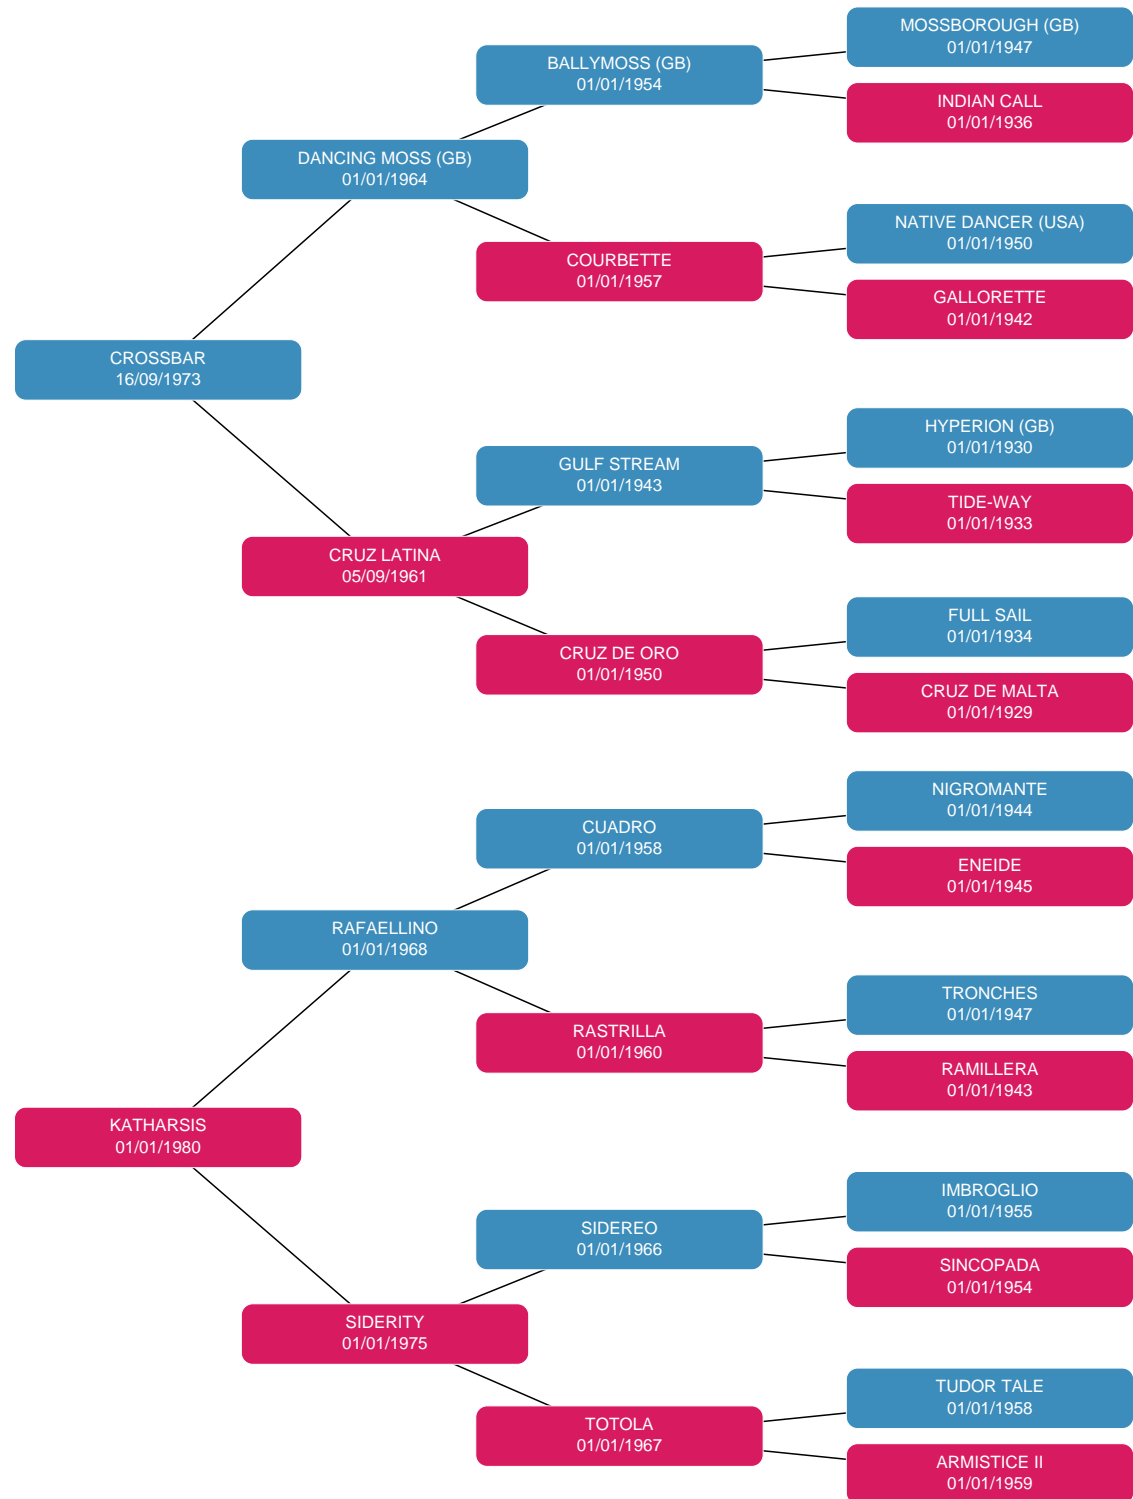 MOSSBOROUGH (GB)
01/01/1947
BALLYMOSS (GB)
01/01/1954
INDIAN CALL
01/01/1936
DANCING MOSS (GB)
01/01/1964
NATIVE DANCER (USA)
01/01/1950
COURBETTE
01/01/1957
GALLORETTE
01/01/1942
CROSSBAR
16/09/1973
HYPERION (GB)
01/01/1930
GULF STREAM
01/01/1943
TIDE-WAY
01/01/1933
CRUZ LATINA
05/09/1961
FULL SAIL
01/01/1934
CRUZ DE ORO
01/01/1950
CRUZ DE MALTA
01/01/1929
NIGROMANTE
01/01/1944
CUADRO
01/01/1958
ENEIDE
01/01/1945
RAFAELLINO
01/01/1968
TRONCHES
01/01/1947
RASTRILLA
01/01/1960
RAMILLERA
01/01/1943
KATHARSIS
01/01/1980
IMBROGLIO
01/01/1955
SIDEREO
01/01/1966
SINCOPADA
01/01/1954
SIDERITY
01/01/1975
TUDOR TALE
01/01/1958
TOTOLA
01/01/1967
ARMISTICE II
01/01/1959